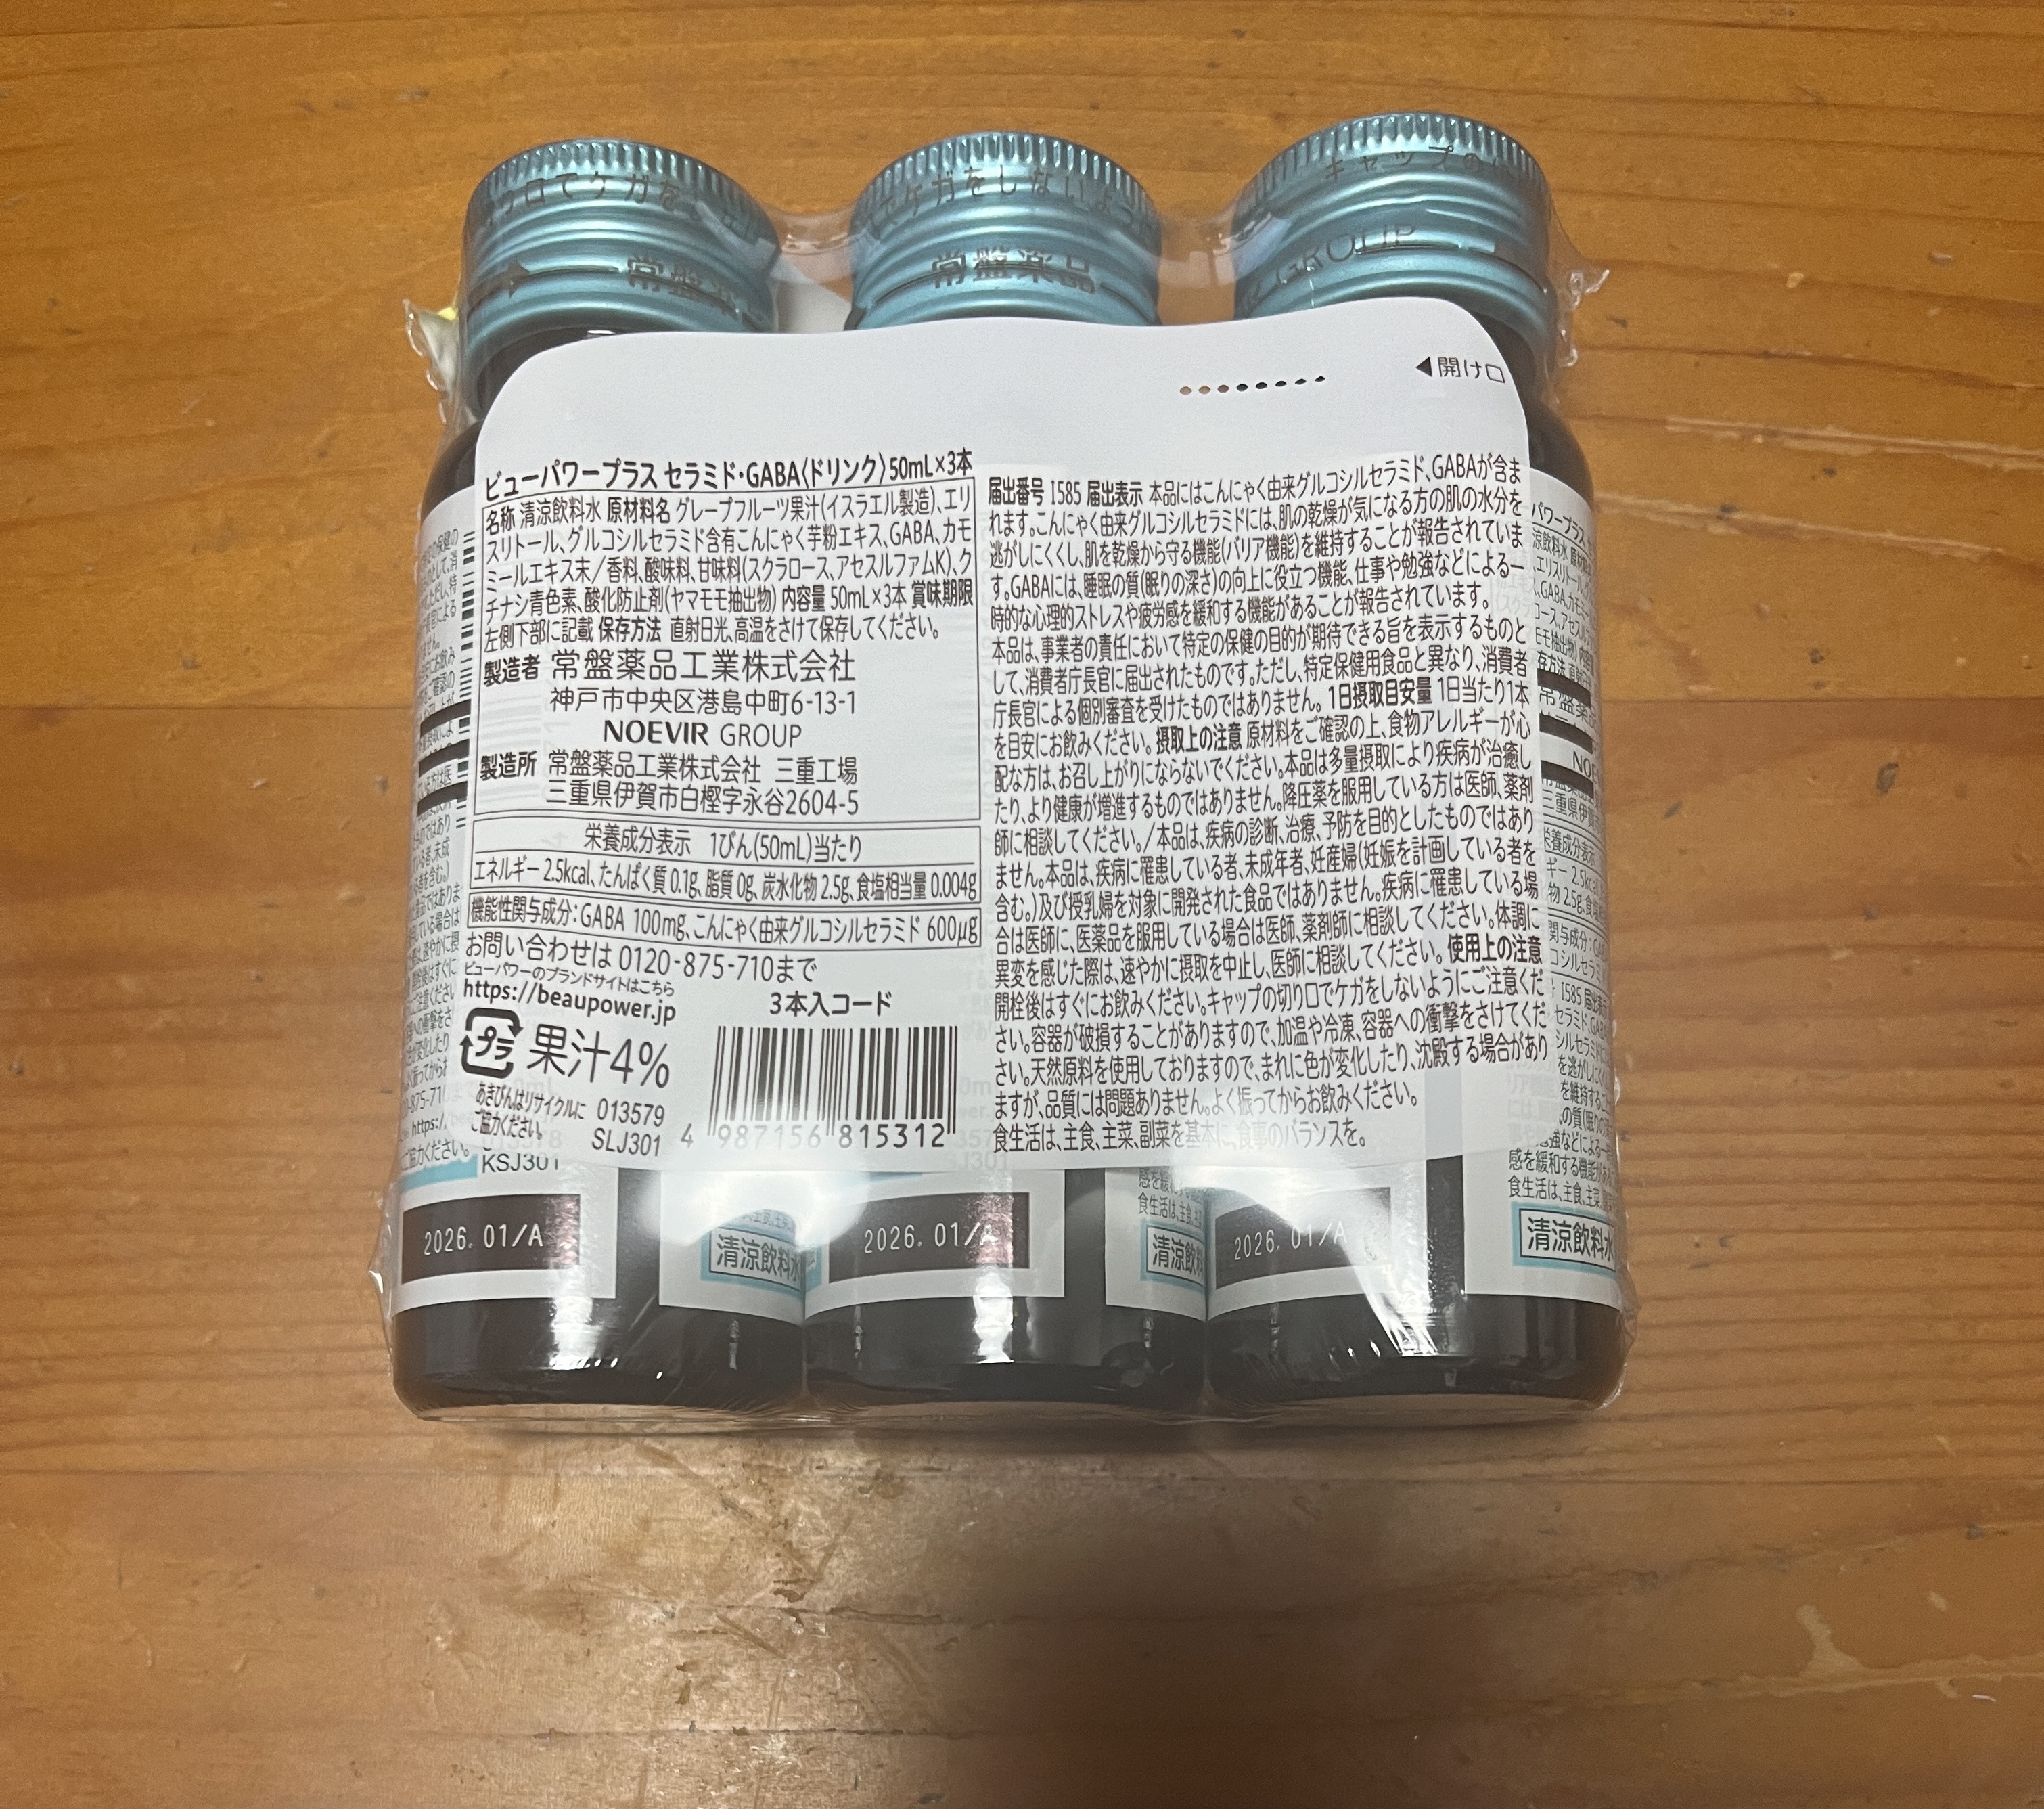 ケガをしないよう
常盤薬品
GROUP
◀開け口
ビューパワープラス セラミド・GABA〈ドリンク〉50mL×3本
名称 清涼飲料水 原材料名 グレープフルーツ果汁(イスラエル製造)、エリ
スリトール、グルコシルセラミド含有こんにゃく芋粉エキス、GABA、カモ
ミールエキス末/香料、酸味料、甘味料(スクラロース、アセスルファムK)、ク
チナシ青色素、酸化防止剤(ヤマモモ抽出物) 内容量 50mL×3本 賞味期限
左側下部に記載 保存方法 直射日光、高温をさけて保存してください。
製造者 常盤薬品工業株式会社
神戸市中央区港島中町6-13-1
NOEVIR GROUP
製造所 常盤薬品工業株式会社 三重工場
三重県伊賀市白樫字永谷2604-5
栄養成分表示 1びん(50mL)当たり
エネルギー 2.5kcal、たんぱく質 0.1g、脂質 0g、炭水化物 2.5g、食塩相当量 0.004g
機能性関与成分:GABA 100mg、こんにゃく由来グルコシルセラミド 600μg
お問い合わせは 0120-875-710まで
ビューパワーのブランドサイトはこちら
https://beaupower.jp
プラ 果汁4%
あきびんはリサイクルに
ご協力ください。
013579
SLJ301
3本入コード
4 987156 815312
届出番号 I585 届出表示 本品にはこんにゃく由来グルコシルセラミド、GABAが含ま
れます。こんにゃく由来グルコシルセラミドには、肌の乾燥が気になる方の肌の水分を
逃がしにくくし、肌を乾燥から守る機能(バリア機能)を維持することが報告されていま
す。GABAには、睡眠の質(眠りの深さ)の向上に役立つ機能、仕事や勉強などによる一
時的な心理的ストレスや疲労感を緩和する機能があることが報告されています。
本品は、事業者の責任において特定の保健の目的が期待できる旨を表示するものと
して、消費者庁長官に届出されたものです。ただし、特定保健用食品と異なり、消費者
庁長官による個別審査を受けたものではありません。1日摂取目安量 1日当たり1本
を目安にお飲みください。摂取上の注意 原材料をご確認の上、食物アレルギーが心
配な方は、お召し上がりにならないでください。本品は多量摂取により疾病が治癒し
たり、より健康が増進するものではありません。降圧薬を服用している方は医師、薬剤
師に相談してください。/本品は、疾病の診断、治療、予防を目的としたものではあり
ません。本品は、疾病に罹患している者、未成年者、妊産婦(妊娠を計画している者を
含む。)及び授乳婦を対象に開発された食品ではありません。疾病に罹患している場
合は医師に、医薬品を服用している場合は医師、薬剤師に相談してください。体調に
異変を感じた際は、速やかに摂取を中止し、医師に相談してください。使用上の注意
開栓後はすぐにお飲みください。キャップの切り口でケガをしないようにご注意くだ
さい。容器が破損することがありますので、加温や冷凍、容器への衝撃をさけてくだ
さい。天然原料を使用しておりますので、まれに色が変化したり、沈殿する場合があり
ますが、品質には問題ありません。よく振ってからお飲みください。
食生活は、主食、主菜、副菜を基本に、食事のバランスを。
KSJ301
2026. 01/A
清涼飲料水
2026. 01/A
清涼飲料
2026. 01/A
清涼飲料水